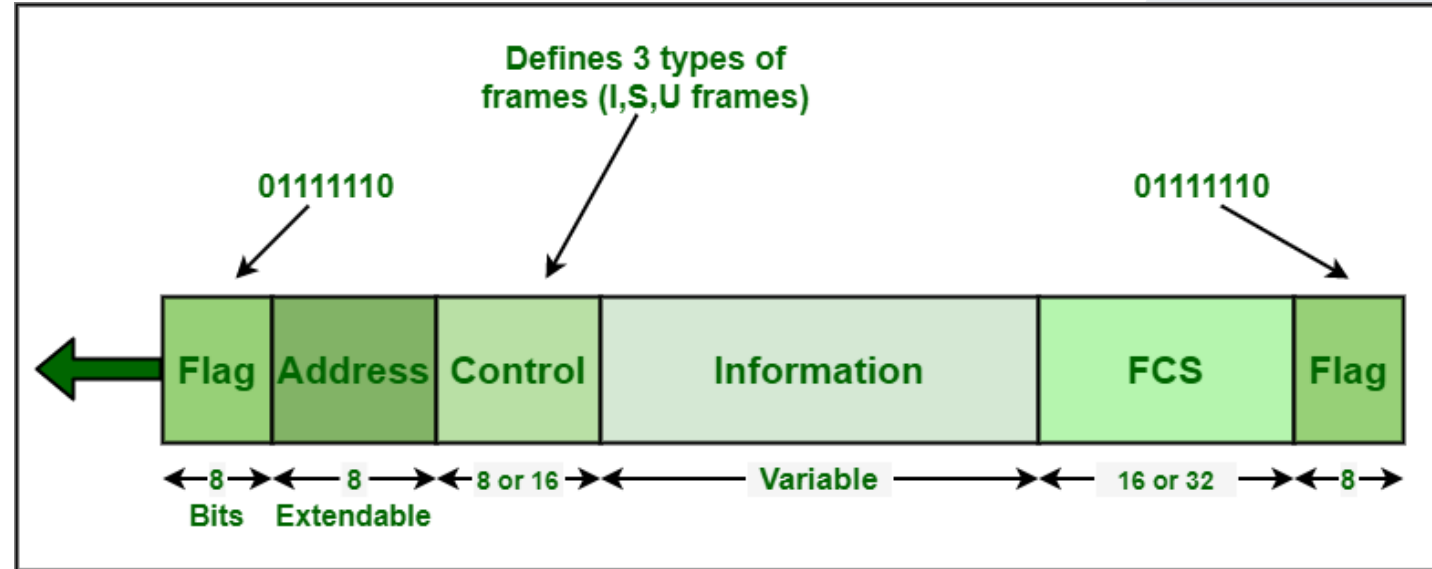 Defines 3 types of
frames (I,S,U frames)
01111110
01111110
Flag
Address
Control
Information
FCS
Flag
8
8
8 or 16
Variable
16 or 32
8
Bits
Extendable